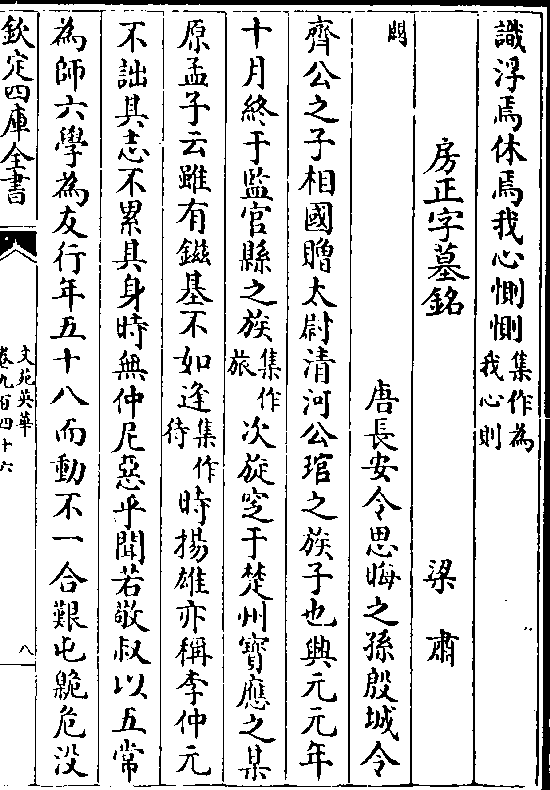 識浮焉休焉我心惻惻集作為我心則
房正字墓銘 梁肅
闕 唐長安令思晦之孫殷城令
齊公之子相國贈太尉清河公琯之族子也興元元年
十月終于監官縣之族集作旅次旋窆于楚州寶應之某
原孟子云雖有鎡基不如逢集作待時揚雄亦稱李仲元
不詘其志不累其身時無仲尼惡乎聞若敬叔以五常
為師六學為友行年五十八而動不一合艱屯臲危没
欽定四庫全書
文苑英華
卷九百四十六
八